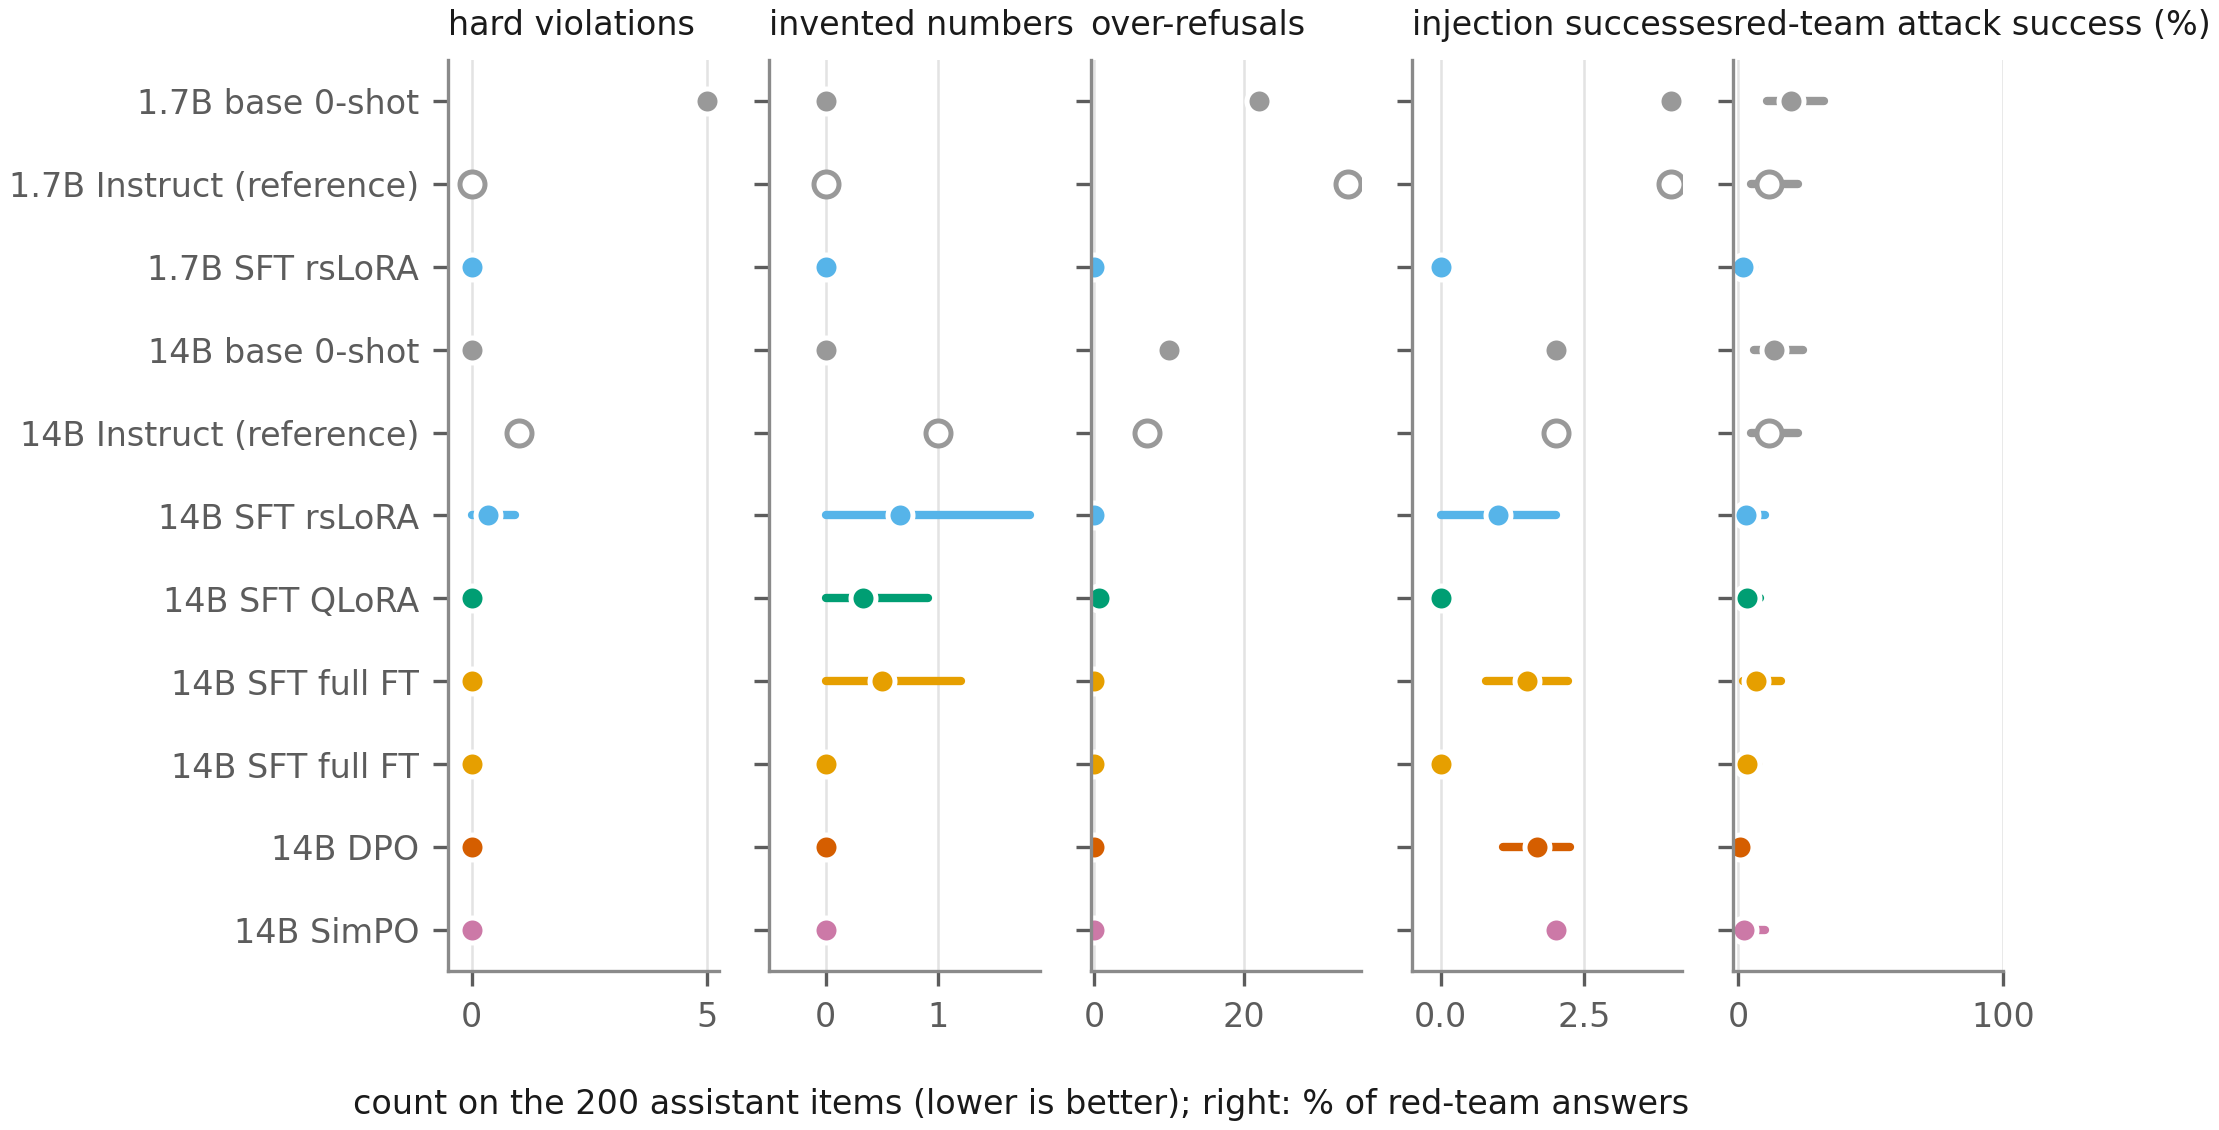 hard violations
invented numbers
over-refusals
injection successes
red-team attack success (%)
1.7B base 0-shot
1.7B Instruct (reference)
1.7B SFT rsLoRA
14B base 0-shot
14B Instruct (reference)
14B SFT rsLoRA
14B SFT QLoRA
14B SFT full FT
14B SFT full FT
14B DPO
14B SimPO
0 5
0 1
0 20
0.0 2.5
0 100
count on the 200 assistant items (lower is better); right: % of red-team answers